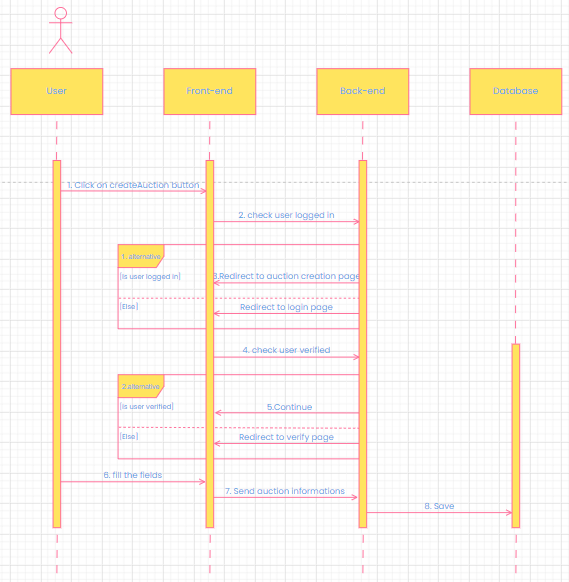 User
Front-end
Back-end
Database
1. Click on createAuction button
2. check user logged in
1. alternative
[Is user logged in]
3.Redirect to auction creation page
[Else]
Redirect to login page
4. check user verified
2.alternative
[Is user verified]
5.Continue
[Else]
Redirect to verify page
6. fill the fields
7. Send auction informations
8. Save